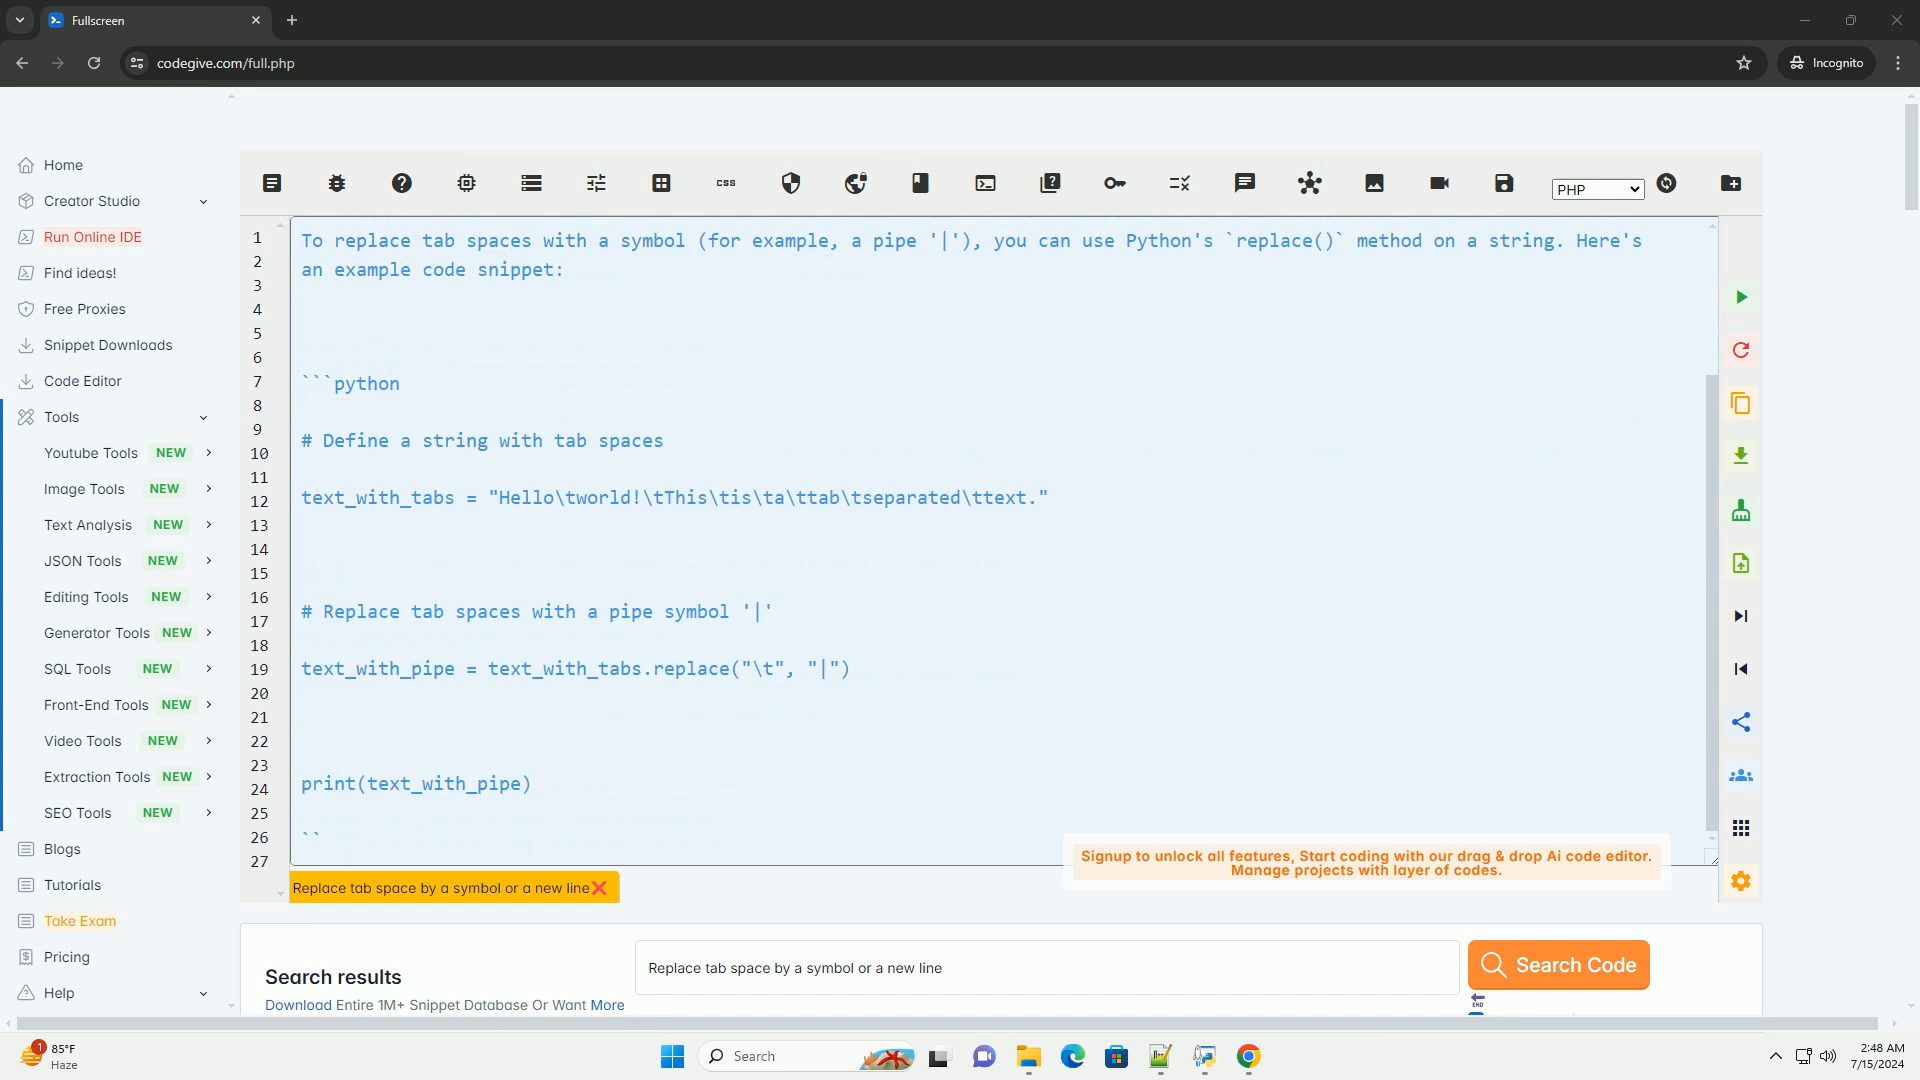 Fullscreen
codegive.com/full.php
Incognito
Home
Creator Studio
Run Online IDE
Find ideas!
Free Proxies
Snippet Downloads
Code Editor
Tools
Youtube Tools NEW
Image Tools NEW
Text Analysis NEW
JSON Tools NEW
Editing Tools NEW
Generator Tools NEW
SQL Tools NEW
Front-End Tools NEW
Video Tools NEW
Extraction Tools NEW
SEO Tools NEW
Blogs
Tutorials
Take Exam
Pricing
Help
CSS
PHP
1
2
3
4
5
6
7
8
9
10
11
12
13
14
15
16
17
18
19
20
21
22
23
24
25
26
27
To replace tab spaces with a symbol (for example, a pipe '|'), you can use Python's `replace()` method on a string. Here's
an example code snippet:
```python
# Define a string with tab spaces
text_with_tabs = "Hello\tworld!\tThis\tis\ta\ttab\tseparated\ttext."
# Replace tab spaces with a pipe symbol '|'
text_with_pipe = text_with_tabs.replace("\t", "|")
print(text_with_pipe)
``
Signup to unlock all features, Start coding with our drag & drop Ai code editor.
Manage projects with layer of codes.
Replace tab space by a symbol or a new line
Search results
Download Entire 1M+ Snippet Database Or Want More
Replace tab space by a symbol or a new line
Search Code
END
1
85°F
Haze
Search
2:48 AM
7/15/2024